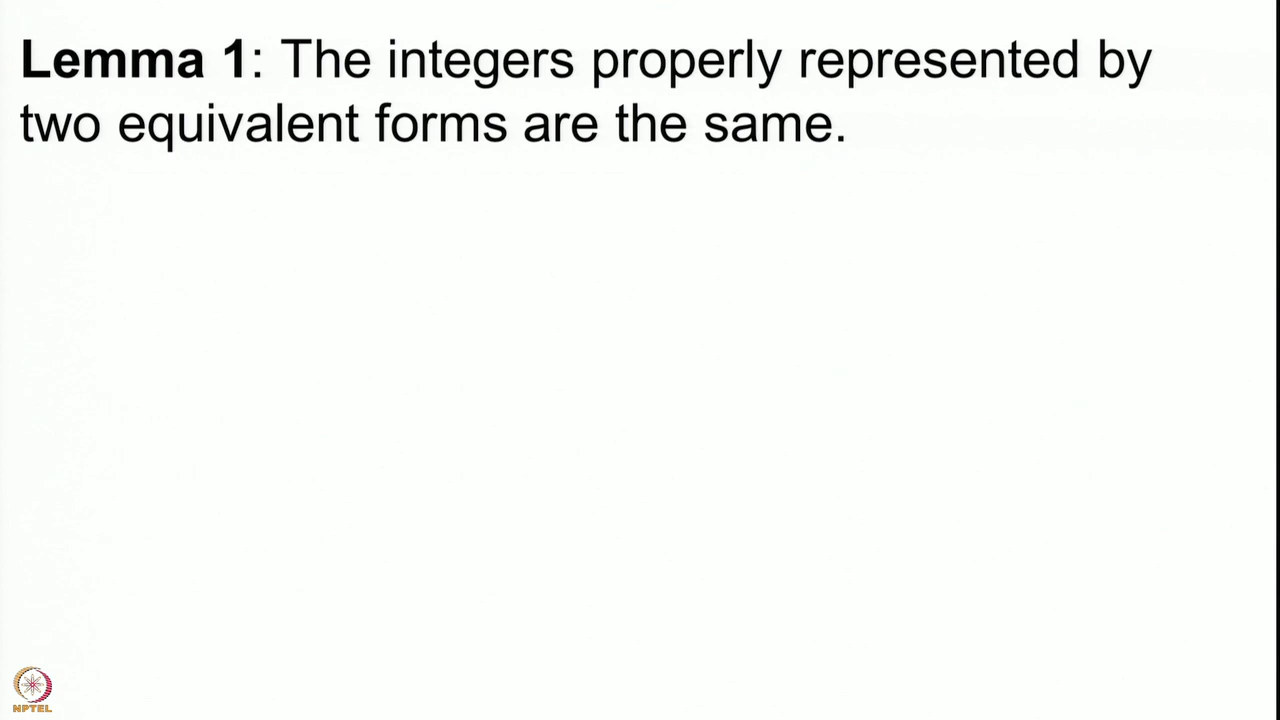 Lemma 1: The integers properly represented by
two equivalent forms are the same.
NPTEL